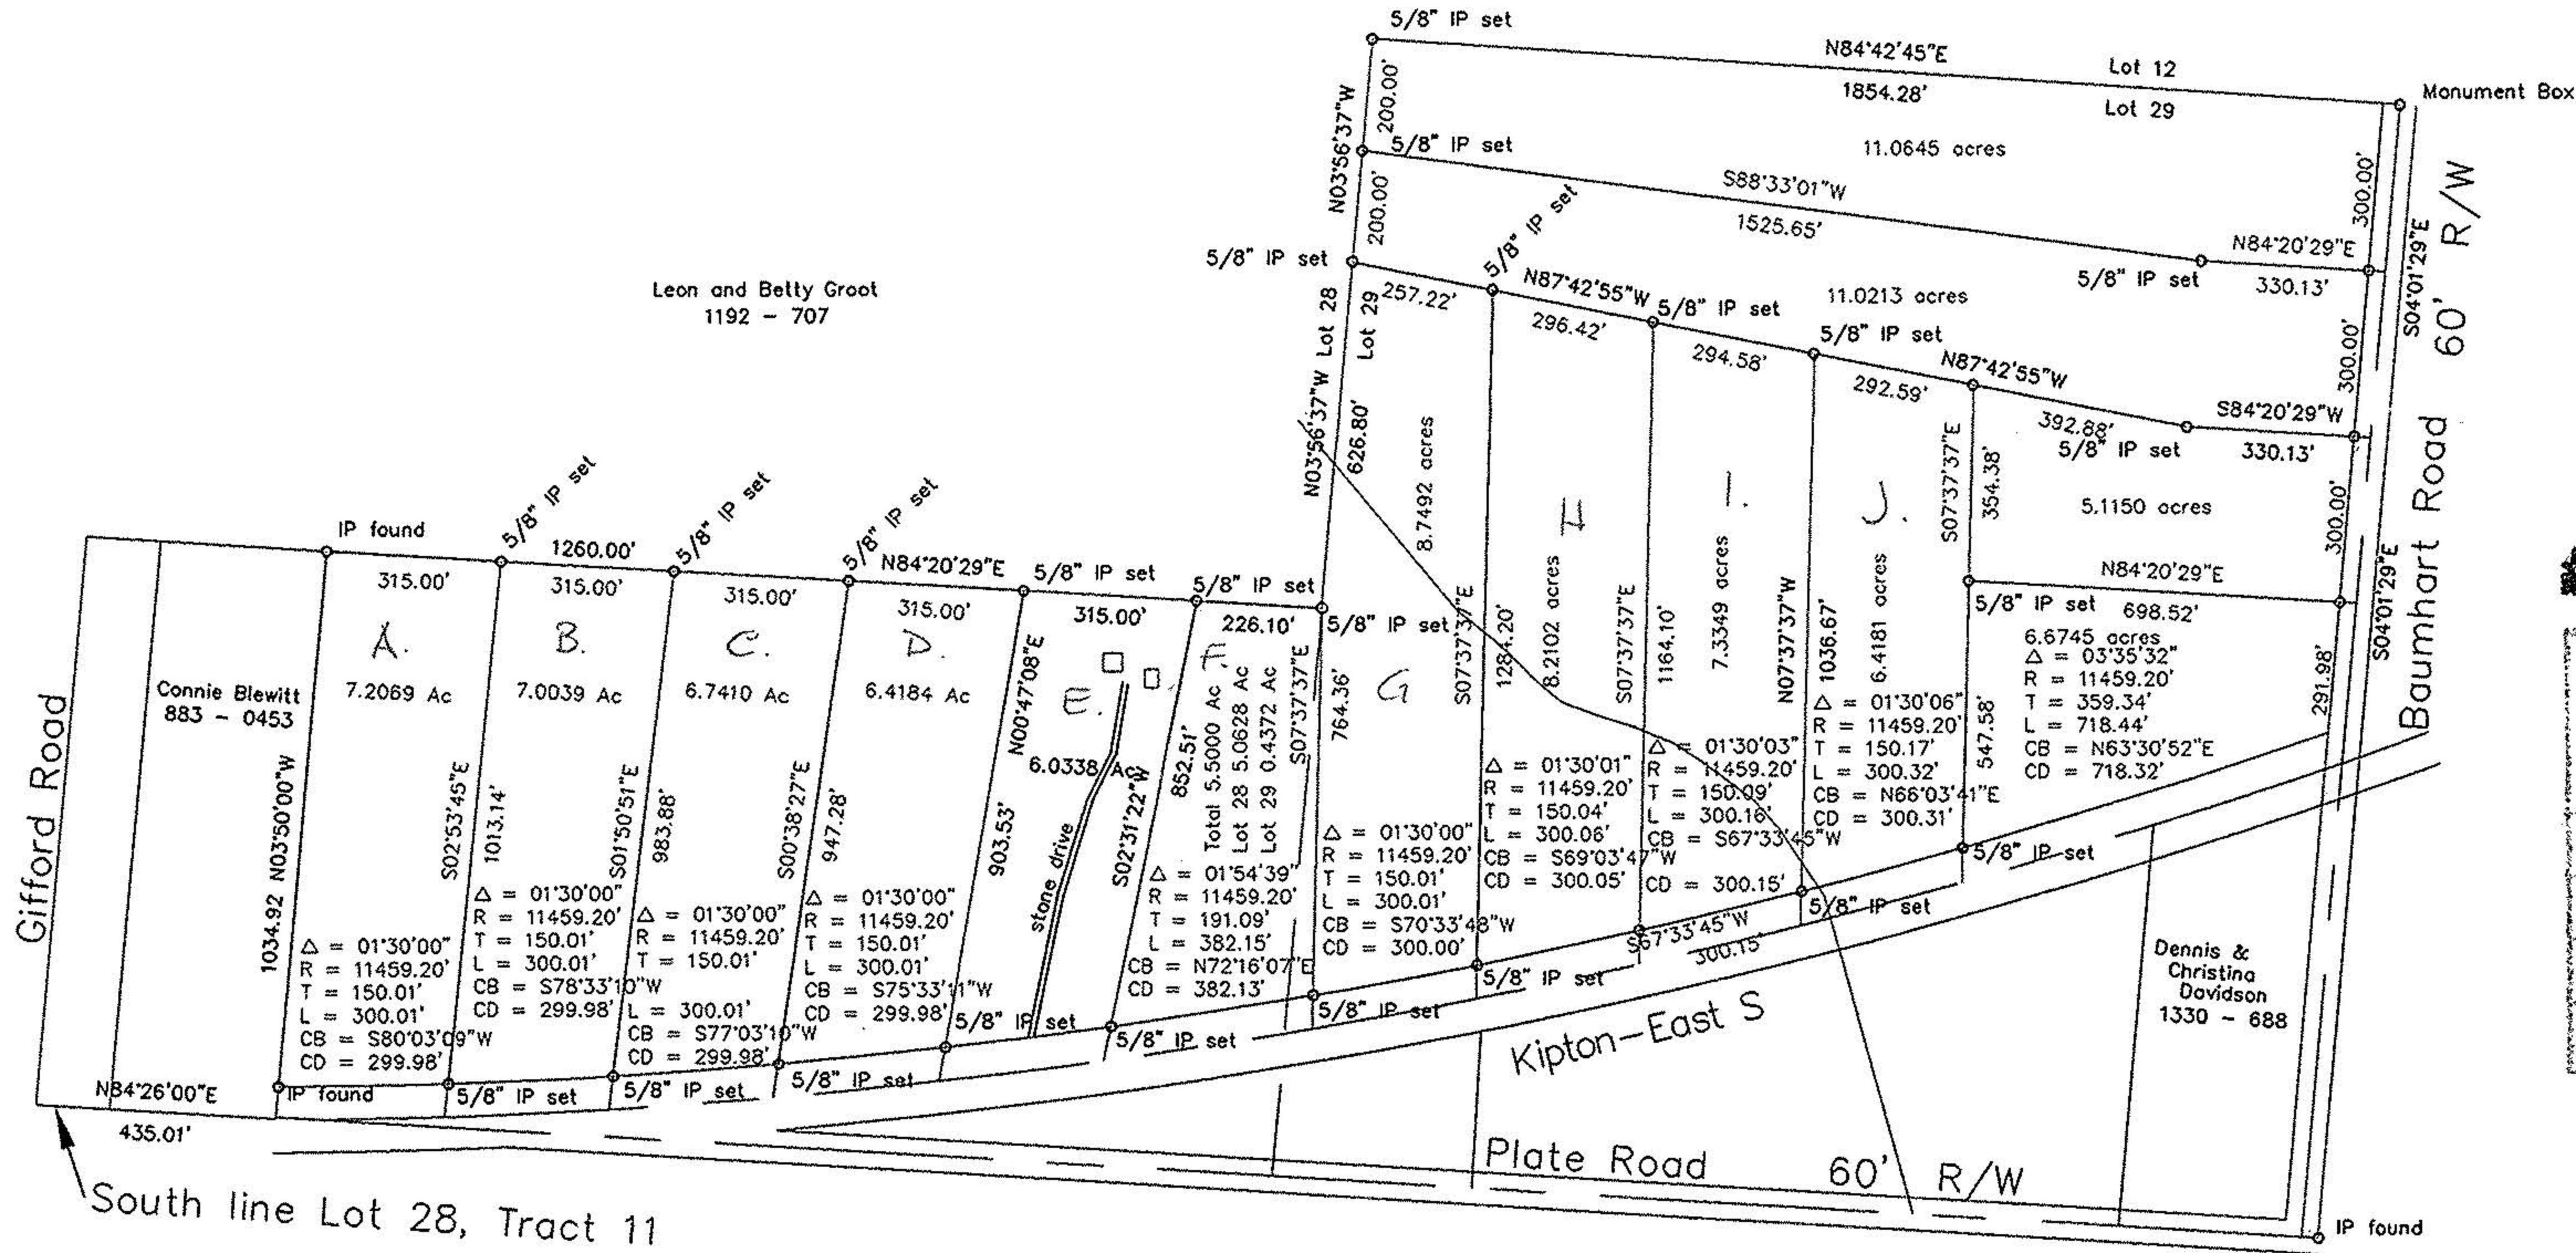 5/8" IP set
N84°42'45"E
Lot 12
1854.28'
Lot 29
Monument Box
N03°56'37"W
200.00'
11.0645 acres
5/8" IP set
S88°33'01"W
1525.65'
300.00'
N84°20'29"E
330.13'
5/8" IP set
S04°01'29"E
Baumhart Road 60' R/W
200.00'
5/8" IP set
5/8" IP set
Leon and Betty Groot
1192 - 707
257.22'
N87°42'55"W
296.42'
5/8" IP set
11.0213 acres
294.58'
5/8" IP set
N87°42'55"W
292.59'
392.88'
5/8" IP set
S84°20'29"W
330.13'
300.00'
N03°56'37"W Lot 28
Lot 29
626.80'
8.7492 acres
G
S07°37'37"E
1284.20'
H
8.2102 acres
S07°37'37"E
1164.10'
I.
7.3349 acres
N07°37'37"W
1036.67'
J.
6.4181 acres
S07°37'37"E
354.38'
5.1150 acres
300.00'
N84°20'29"E
5/8" IP set
698.52'
S04°01'29"E
6.6745 acres
Δ = 03°35'32"
R = 11459.20'
T = 359.34'
L = 718.44'
CB = N63°30'52"E
CD = 718.32'
291.98'
547.58'
Δ = 01°30'06"
R = 11459.20'
T = 150.17'
L = 300.32'
CB = N66°03'41"E
CD = 300.31'
5/8" IP set
Δ = 01°30'03"
R = 11459.20'
T = 150.09'
L = 300.16'
CB = S67°33'45"W
CD = 300.15'
5/8" IP set
Δ = 01°30'01"
R = 11459.20'
T = 150.04'
L = 300.06'
CB = S69°03'47"W
CD = 300.05'
S67°33'45"W
300.15'
5/8" IP set
Δ = 01°30'00"
R = 11459.20'
T = 150.01'
L = 300.01'
CB = S70°33'48"W
CD = 300.00'
5/8" IP set
IP found
5/8" IP set
1260.00'
5/8" IP set
5/8" IP set
N84°20'29"E
5/8" IP set
5/8" IP set
5/8" IP set
315.00'
315.00'
315.00'
315.00'
315.00'
226.10'
Gifford Road
Connie Blewitt
883 - 0453
1034.92 N03°50'00"W
A.
7.2069 Ac
Δ = 01°30'00"
R = 11459.20'
T = 150.01'
L = 300.01'
CB = S80°03'09"W
CD = 299.98'
S02°53'45"E
1013.14'
B.
7.0039 Ac
Δ = 01°30'00"
R = 11459.20'
T = 150.01'
L = 300.01'
CB = S78°33'10"W
CD = 299.98'
S01°50'51"E
983.88'
C.
6.7410 Ac
Δ = 01°30'00"
R = 11459.20'
T = 150.01'
L = 300.01'
CB = S77°03'10"W
CD = 299.98'
S00°38'27"E
947.28'
D.
6.4184 Ac
Δ = 01°30'00"
R = 11459.20'
T = 150.01'
L = 300.01'
CB = S75°33'11"W
CD = 299.98'
N00°47'08"E
903.53'
E.
6.0338 Ac
stone drive
S02°31'22"W
852.51'
F.
Total 5.5000 Ac
Lot 28 5.0628 Ac
Lot 29 0.4372 Ac
Δ = 01°54'39"
R = 11459.20'
T = 191.09'
L = 382.15'
CB = N72°16'07"E
CD = 382.13'
S07°37'37"E
764.36'
N84°26'00"E
435.01'
IP found
5/8" IP set
5/8" IP set
5/8" IP set
5/8" IP set
5/8" IP set
Kipton-East S
Dennis &
Christina
Davidson
1330 - 688
Plate Road 60' R/W
IP found
South line Lot 28, Tract 11